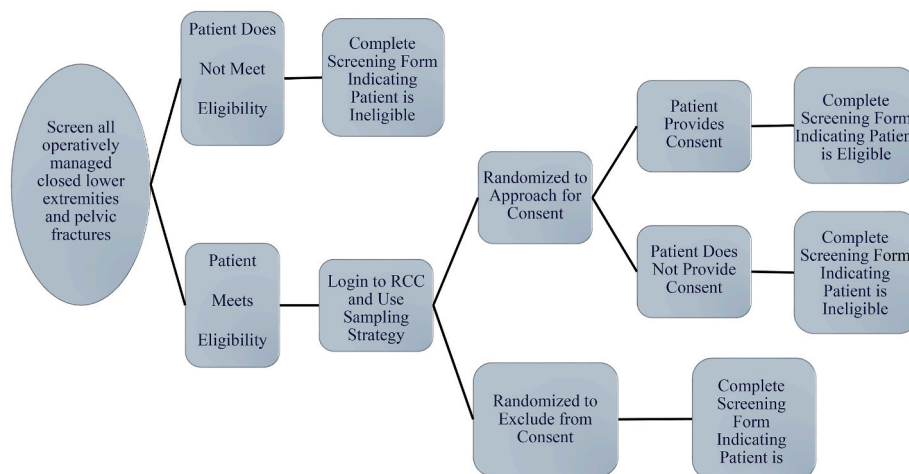 Screen all
operatively
managed
closed lower
extremities
and pelvic
fractures
Patient Does
Not Meet
Eligibility
Complete
Screening Form
Indicating
Patient is
Ineligible
Patient
Meets
Eligibility
Login to RCC
and Use
Sampling
Strategy
Randomized to
Approach for
Consent
Patient
Provides
Consent
Complete
Screening Form
Indicating Patient
is Eligible
Patient Does
Not Provide
Consent
Complete
Screening Form
Indicating
Patient is
Ineligible
Randomized to
Exclude from
Consent
Complete
Screening
Form
Indicating
Patient is